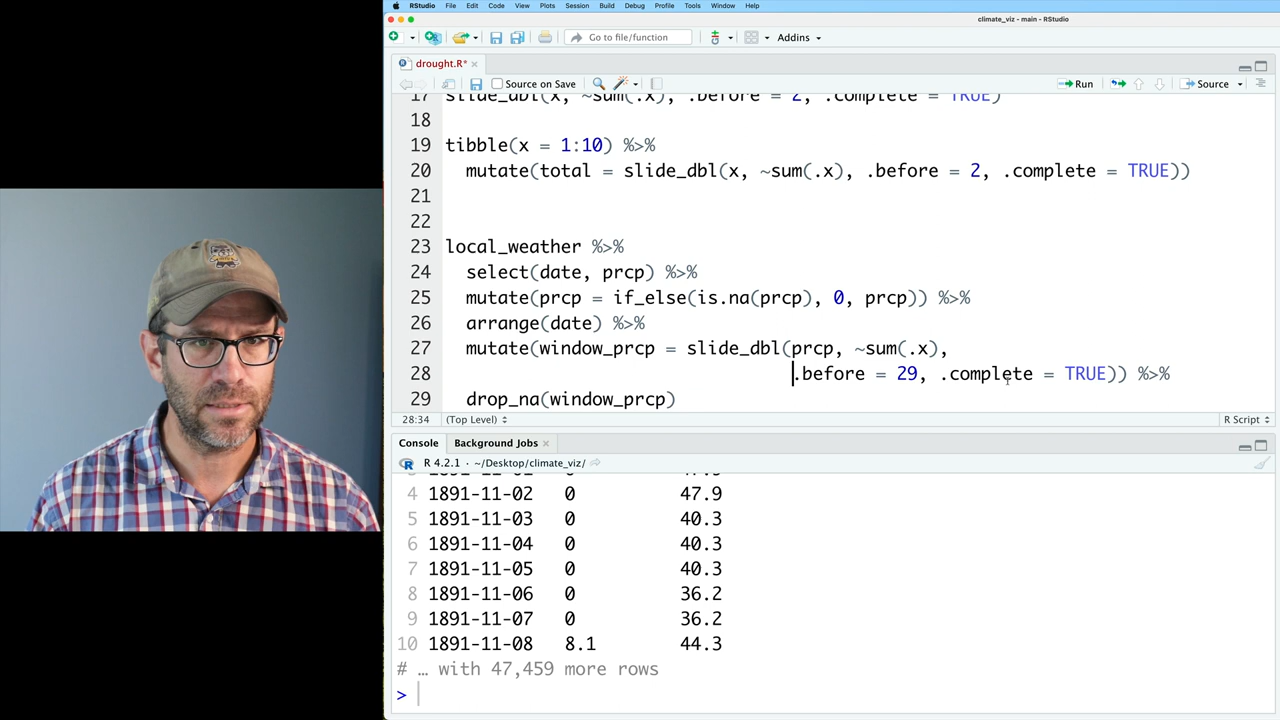 RStudio File Edit Code View Plots Session Build Debug Profile Tools Window Help
climate_viz - main - RStudio
Go to file/function Addins
drought.R*
Source on Save Run Source
17 slide_dbl(x, ~sum(.x), .before = 2, .complete = TRUE)
18
19 tibble(x = 1:10) %>%
20 mutate(total = slide_dbl(x, ~sum(.x), .before = 2, .complete = TRUE))
21
22
23 local_weather %>%
24 select(date, prcp) %>%
25 mutate(prcp = if_else(is.na(prcp), 0, prcp)) %>%
26 arrange(date) %>%
27 mutate(window_prcp = slide_dbl(prcp, ~sum(.x),
28 .before = 29, .complete = TRUE)) %>%
29 drop_na(window_prcp)
28:34 (Top Level) R Script
Console Background Jobs
R 4.2.1 · ~/Desktop/climate_viz/
4 1891-11-02 0 47.9
5 1891-11-03 0 40.3
6 1891-11-04 0 40.3
7 1891-11-05 0 40.3
8 1891-11-06 0 36.2
9 1891-11-07 0 36.2
10 1891-11-08 8.1 44.3
# … with 47,459 more rows
>